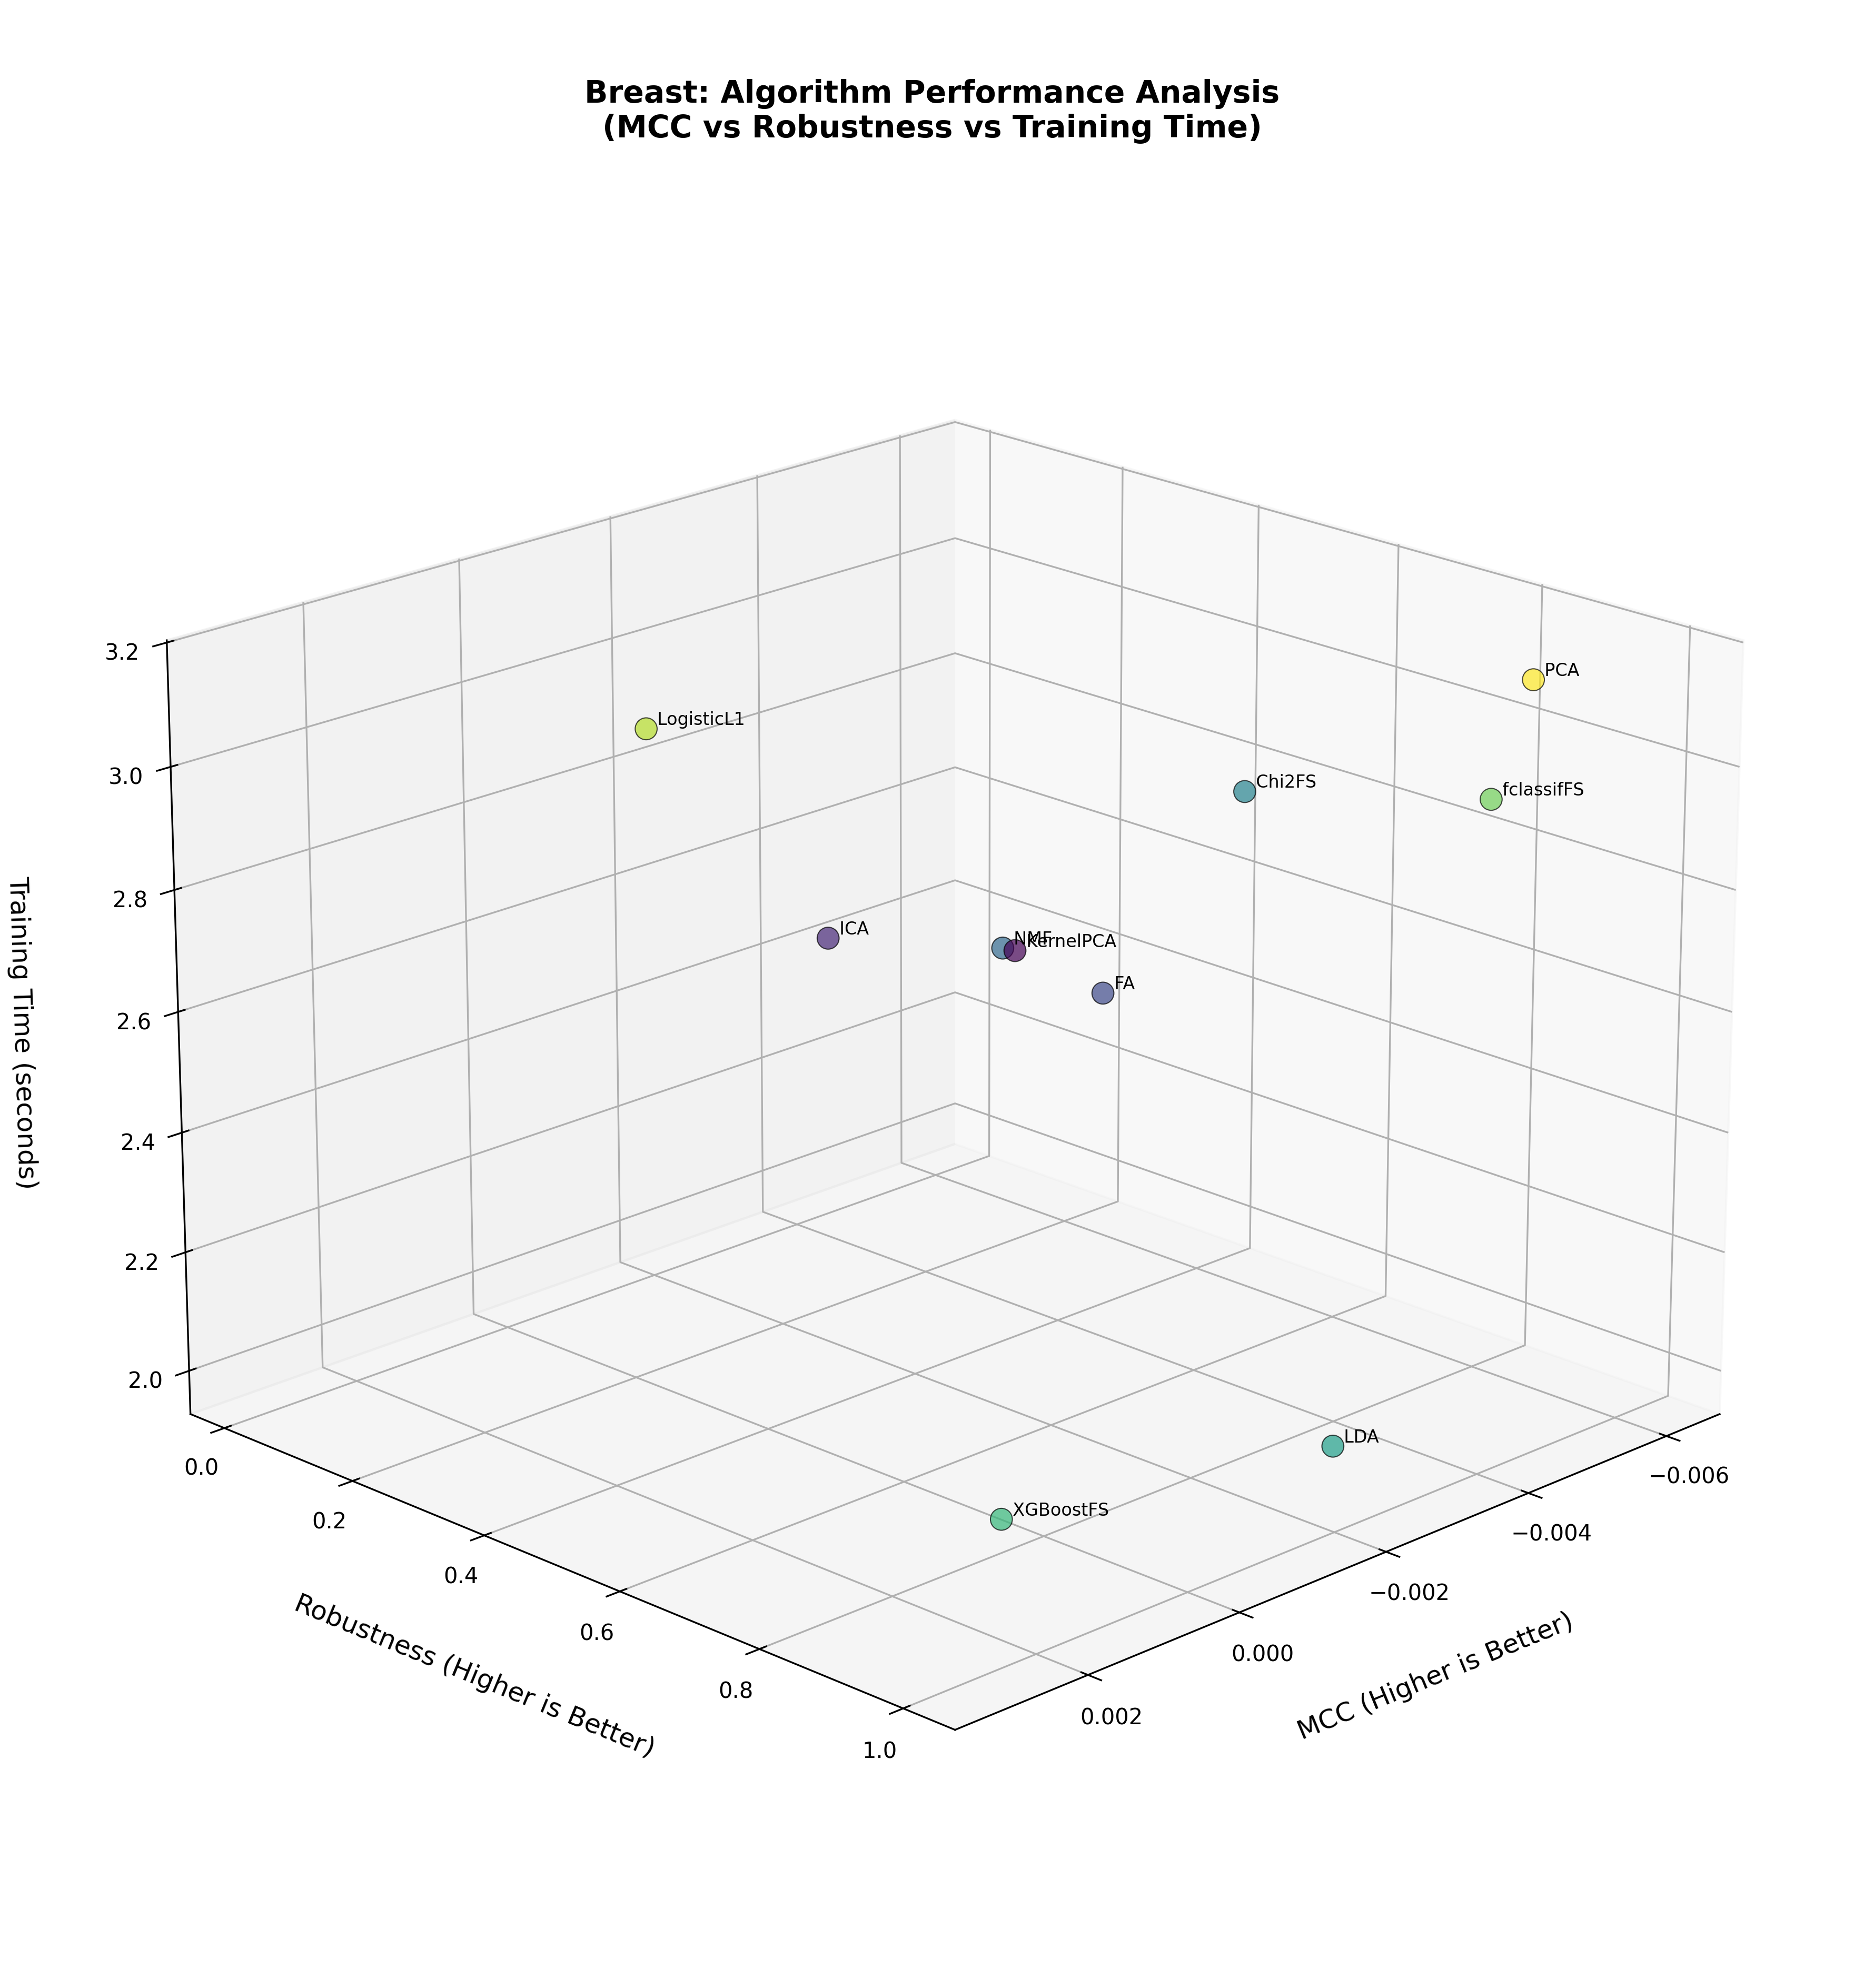 Breast: Algorithm Performance Analysis
(MCC vs Robustness vs Training Time)
PCA
LogisticL1
Chi2FS
fclassifFS
ICA
NMF
KernelPCA
FA
LDA
XGBoostFS
Training Time (seconds)
3.2
3.0
2.8
2.6
2.4
2.2
2.0
Robustness (Higher is Better)
0.0
0.2
0.4
0.6
0.8
1.0
MCC (Higher is Better)
0.002
0.000
−0.002
−0.004
−0.006